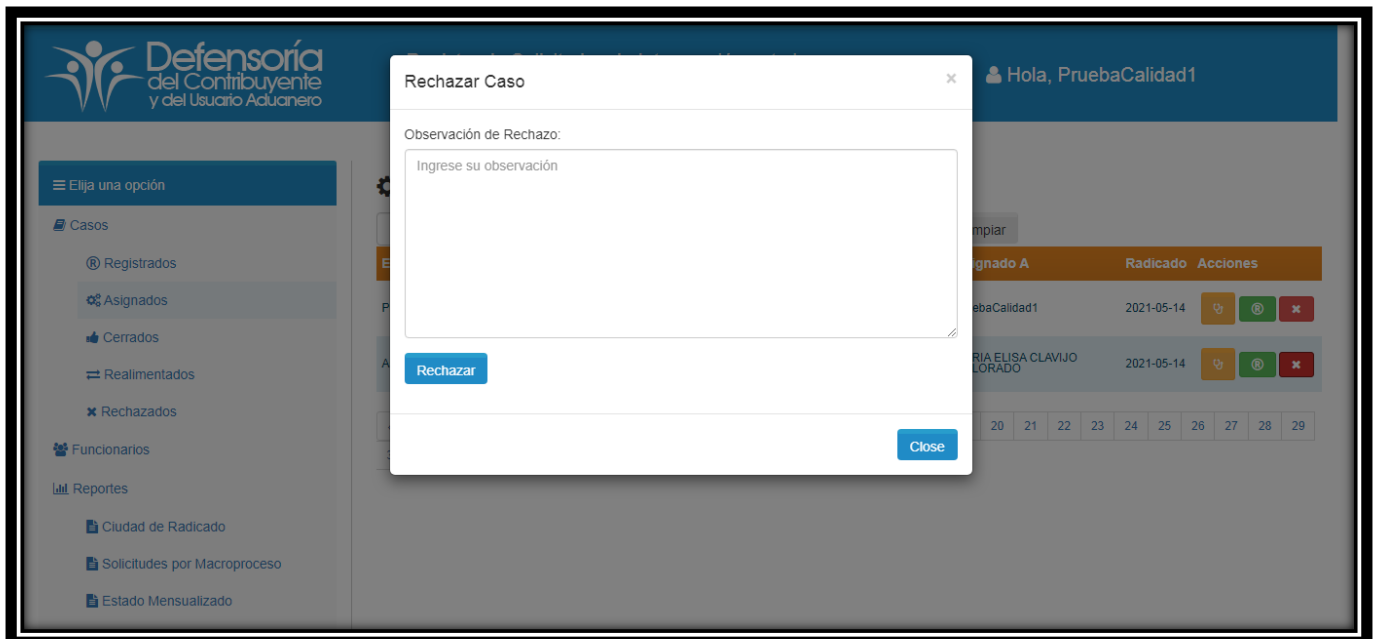 Defensoría
del Contribuyente
y del Usuario Aduanero
Hola, PruebaCalidad1
Rechazar Caso
×
Observación de Rechazo:
Ingrese su observación
Rechazar
Close
Elija una opción
Casos
Registrados
Asignados
Cerrados
Realimentados
Rechazados
Funcionarios
Reportes
Ciudad de Radicado
Solicitudes por Macroproceso
Estado Mensualizado
mpiar
ignado A Radicado Acciones
ebaCalidad1 2021-05-14
RIA ELISA CLAVIJO
LORADO 2021-05-14
20 21 22 23 24 25 26 27 28 29